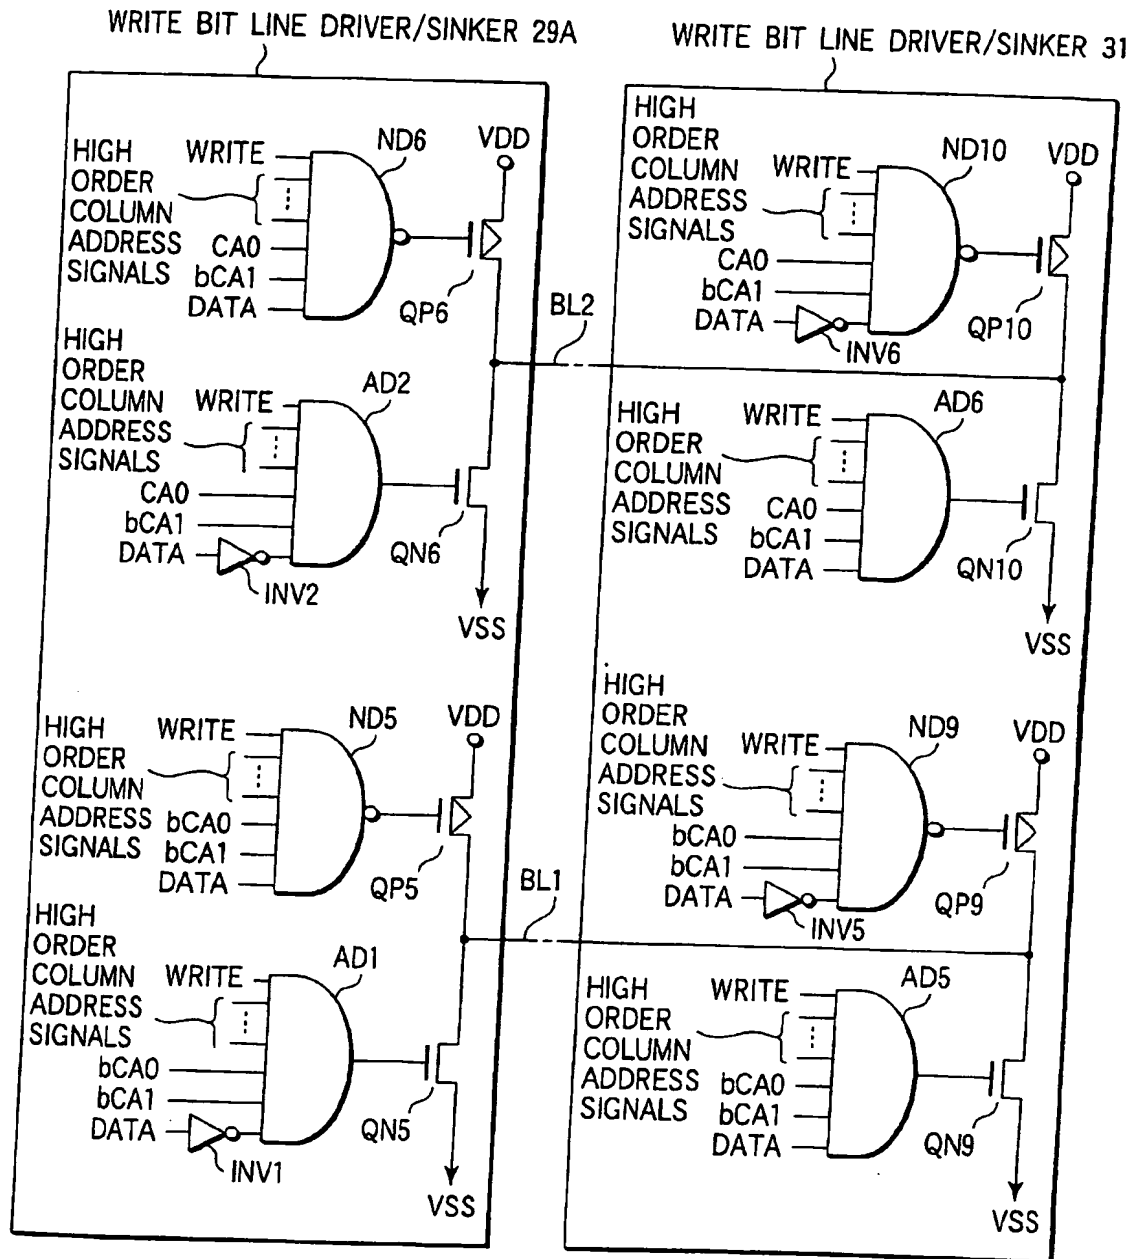 WRITE BIT LINE DRIVER/SINKER 29A
HIGH
ORDER
COLUMN
ADDRESS
SIGNALS
WRITE
CA0
bCA1
DATA
ND6
VDD
QP6
HIGH
ORDER
COLUMN
ADDRESS
SIGNALS
WRITE
CA0
bCA1
DATA
INV2
AD2
QN6
VSS
BL2
HIGH
ORDER
COLUMN
ADDRESS
SIGNALS
WRITE
bCA0
bCA1
DATA
ND5
VDD
QP5
HIGH
ORDER
COLUMN
ADDRESS
SIGNALS
WRITE
bCA0
bCA1
DATA
INV1
AD1
QN5
VSS
BL1
WRITE BIT LINE DRIVER/SINKER 31
HIGH
ORDER
COLUMN
ADDRESS
SIGNALS
WRITE
CA0
bCA1
DATA
INV6
ND10
VDD
QP10
HIGH
ORDER
COLUMN
ADDRESS
SIGNALS
WRITE
CA0
bCA1
DATA
AD6
QN10
VSS
HIGH
ORDER
COLUMN
ADDRESS
SIGNALS
WRITE
bCA0
bCA1
DATA
INV5
ND9
VDD
QP9
HIGH
ORDER
COLUMN
ADDRESS
SIGNALS
WRITE
bCA0
bCA1
DATA
AD5
QN9
VSS